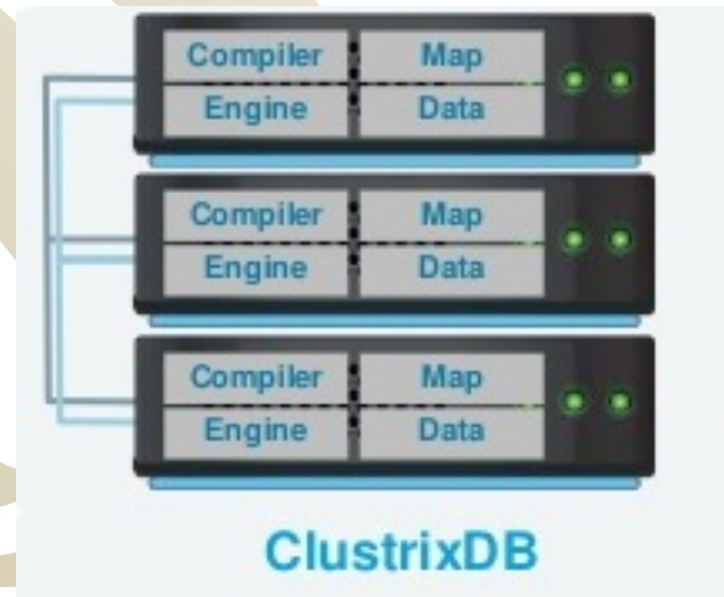 Compiler Map
Engine Data
Compiler Map
Engine Data
Compiler Map
Engine Data
ClustrixDB